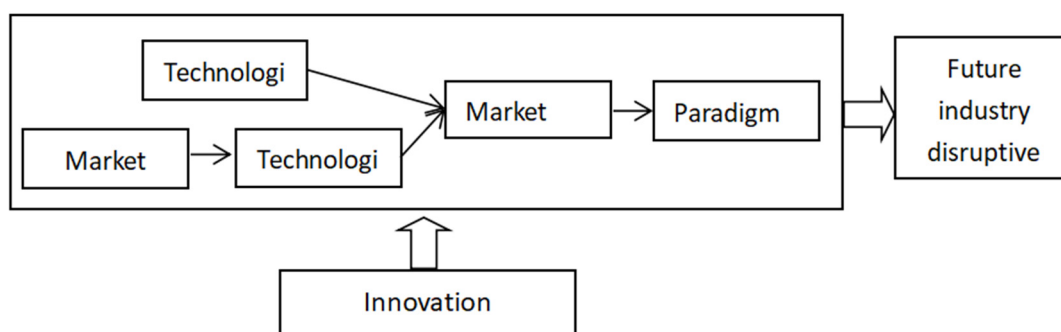 Technologi
Market
Technologi
Market
Paradigm
Future
industry
disruptive
Innovation